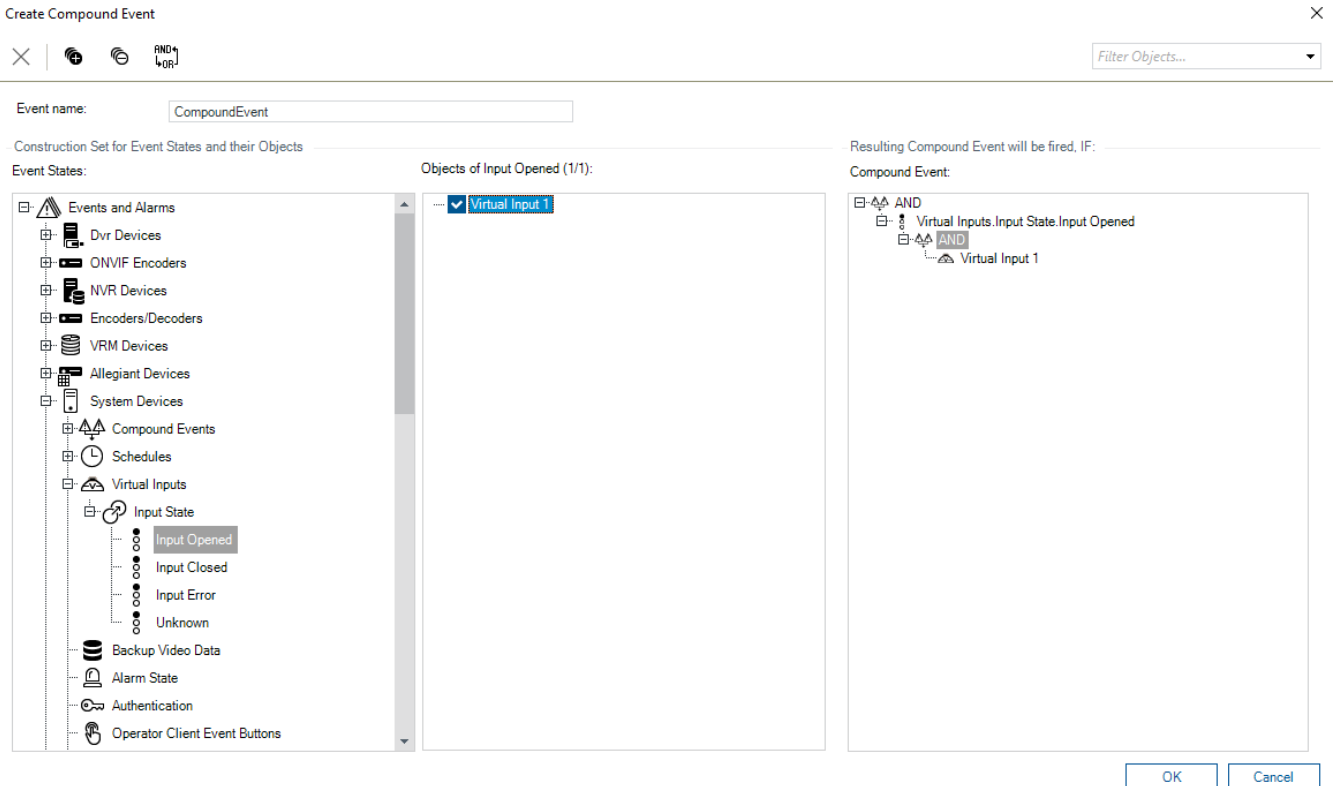 Create Compound Event
AND
OR
Filter Objects...
Event name:
CompoundEvent
Construction Set for Event States and their Objects
Resulting Compound Event will be fired, IF:
Event States:
Objects of Input Opened (1/1):
Compound Event:
Events and Alarms
Dvr Devices
ONVIF Encoders
NVR Devices
Encoders/Decoders
VRM Devices
Allegiant Devices
System Devices
Compound Events
Schedules
Virtual Inputs
Input State
Input Opened
Input Closed
Input Error
Unknown
Backup Video Data
Alarm State
Authentication
Operator Client Event Buttons
Virtual Input 1
AND
Virtual Inputs.Input State.Input Opened
AND
Virtual Input 1
OK
Cancel